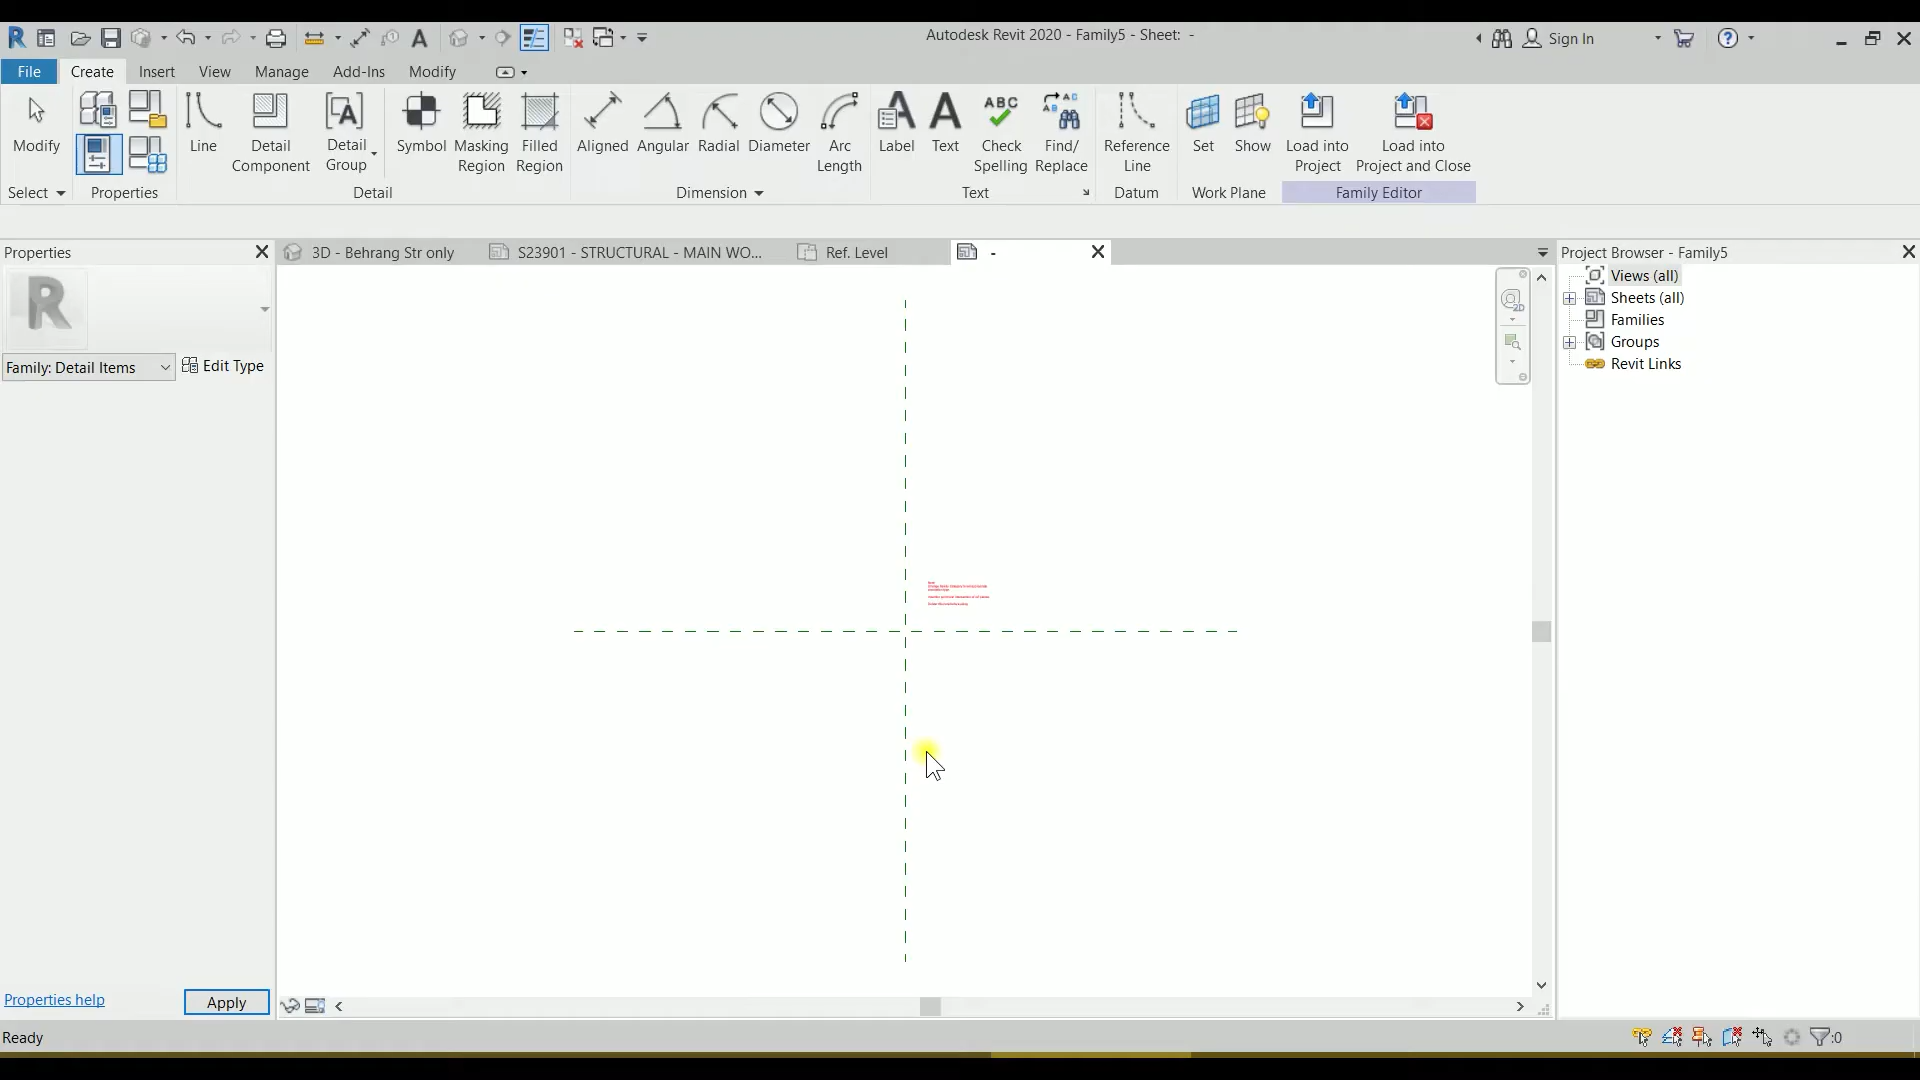 Autodesk Revit 2020 - Family5 - Sheet: -
Sign In
File Create Insert View Manage Add-Ins Modify
Modify
Line
Detail Component
Detail Group
Symbol
Masking Region
Filled Region
Aligned
Angular
Radial
Diameter
Arc Length
Label
Text
ABC
Check Spelling
Find/ Replace
Reference Line
Set
Show
Load into Project
Load into Project and Close
Select
Properties
Detail
Dimension
Text
Datum
Work Plane
Family Editor
Properties
3D - Behrang Str only
S23901 - STRUCTURAL - MAIN WO...
Ref. Level
-
Project Browser - Family5
Views (all)
Sheets (all)
Families
Groups
Revit Links
Family: Detail Items
Edit Type
Properties help
Apply
Ready
:0